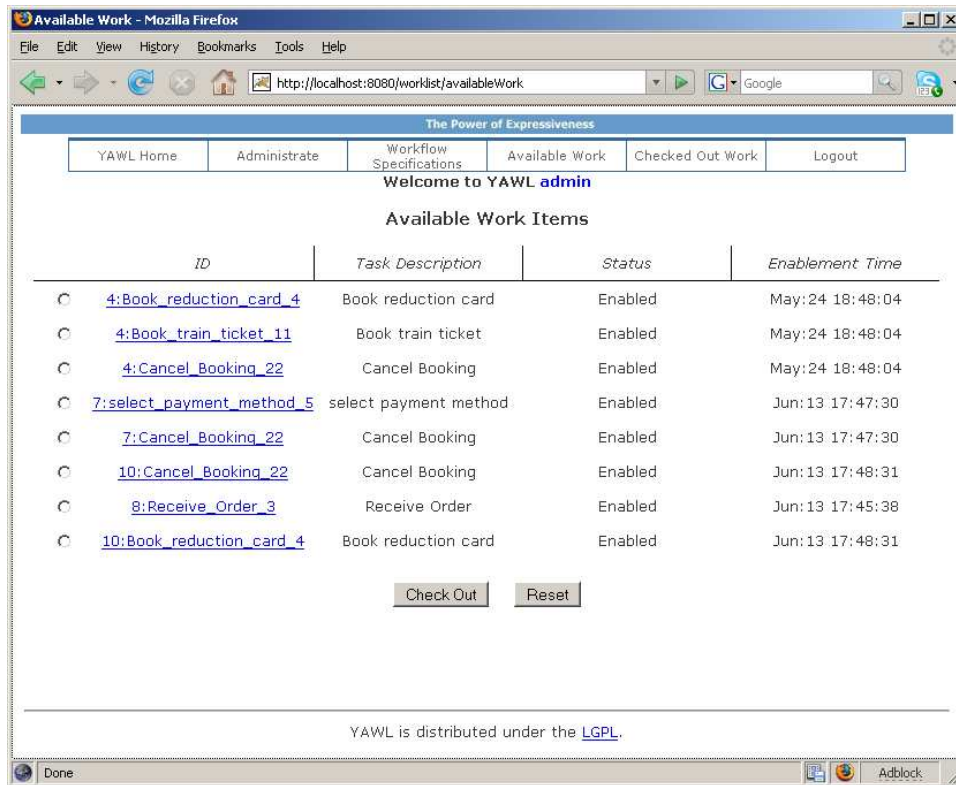 Available Work - Mozilla Firefox
File Edit View History Bookmarks Tools Help
http://localhost:8080/worklist/availableWork G Google
The Power of Expressiveness
YAWL Home Administrate Workflow Specifications Available Work Checked Out Work Logout
Welcome to YAWL admin
Available Work Items
ID Task Description Status Enablement Time
4:Book_reduction_card_4 Book reduction card Enabled May:24 18:48:04
4:Book_train_ticket_11 Book train ticket Enabled May:24 18:48:04
4:Cancel_Booking_22 Cancel Booking Enabled May:24 18:48:04
7:select_payment_method_5 select payment method Enabled Jun:13 17:47:30
7:Cancel_Booking_22 Cancel Booking Enabled Jun:13 17:47:30
10:Cancel_Booking_22 Cancel Booking Enabled Jun:13 17:48:31
8:Receive_Order_3 Receive Order Enabled Jun:13 17:45:38
10:Book_reduction_card_4 Book reduction card Enabled Jun:13 17:48:31
Check Out Reset
YAWL is distributed under the LGPL.
Done Adblock